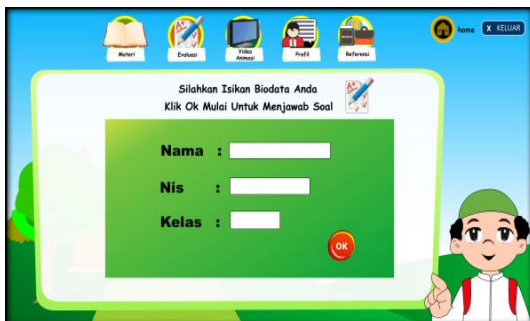 Materi
Evaluasi
Video
Animasi
Profil
Referensi
home
X KELUAR
Silahkan Isikan Biodata Anda
Klik Ok Mulai Untuk Menjawab Soal
A+
Nama :
Nis :
Kelas :
OK